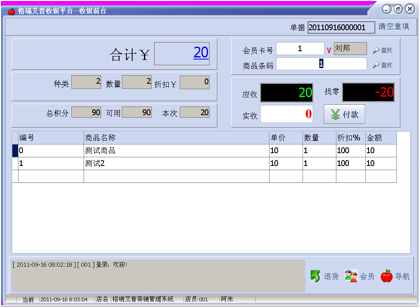 格瑞艾普收银平台--收银前台
单据 20110916000001 清空重填
合计￥ 20
会员卡号 1 V 刘邦 查找
商品条码 1 查找
种类 2 数量 2 折扣￥ 0
应收 20 找零 -20
总积分 90 可用 90 本次 20
实收 0 付款
编号 商品名称 单价 数量 折扣% 金额
0 测试商品 10 1 100 10
1 测试2 10 1 100 10
[ 2011-09-16 08:02:18 ] [ 001 ] 登录，欢迎!
退货 会员 导航
当前 2011-09-16 8:03:04 店名 格瑞艾普商铺管理系统 店员 001 阿朱